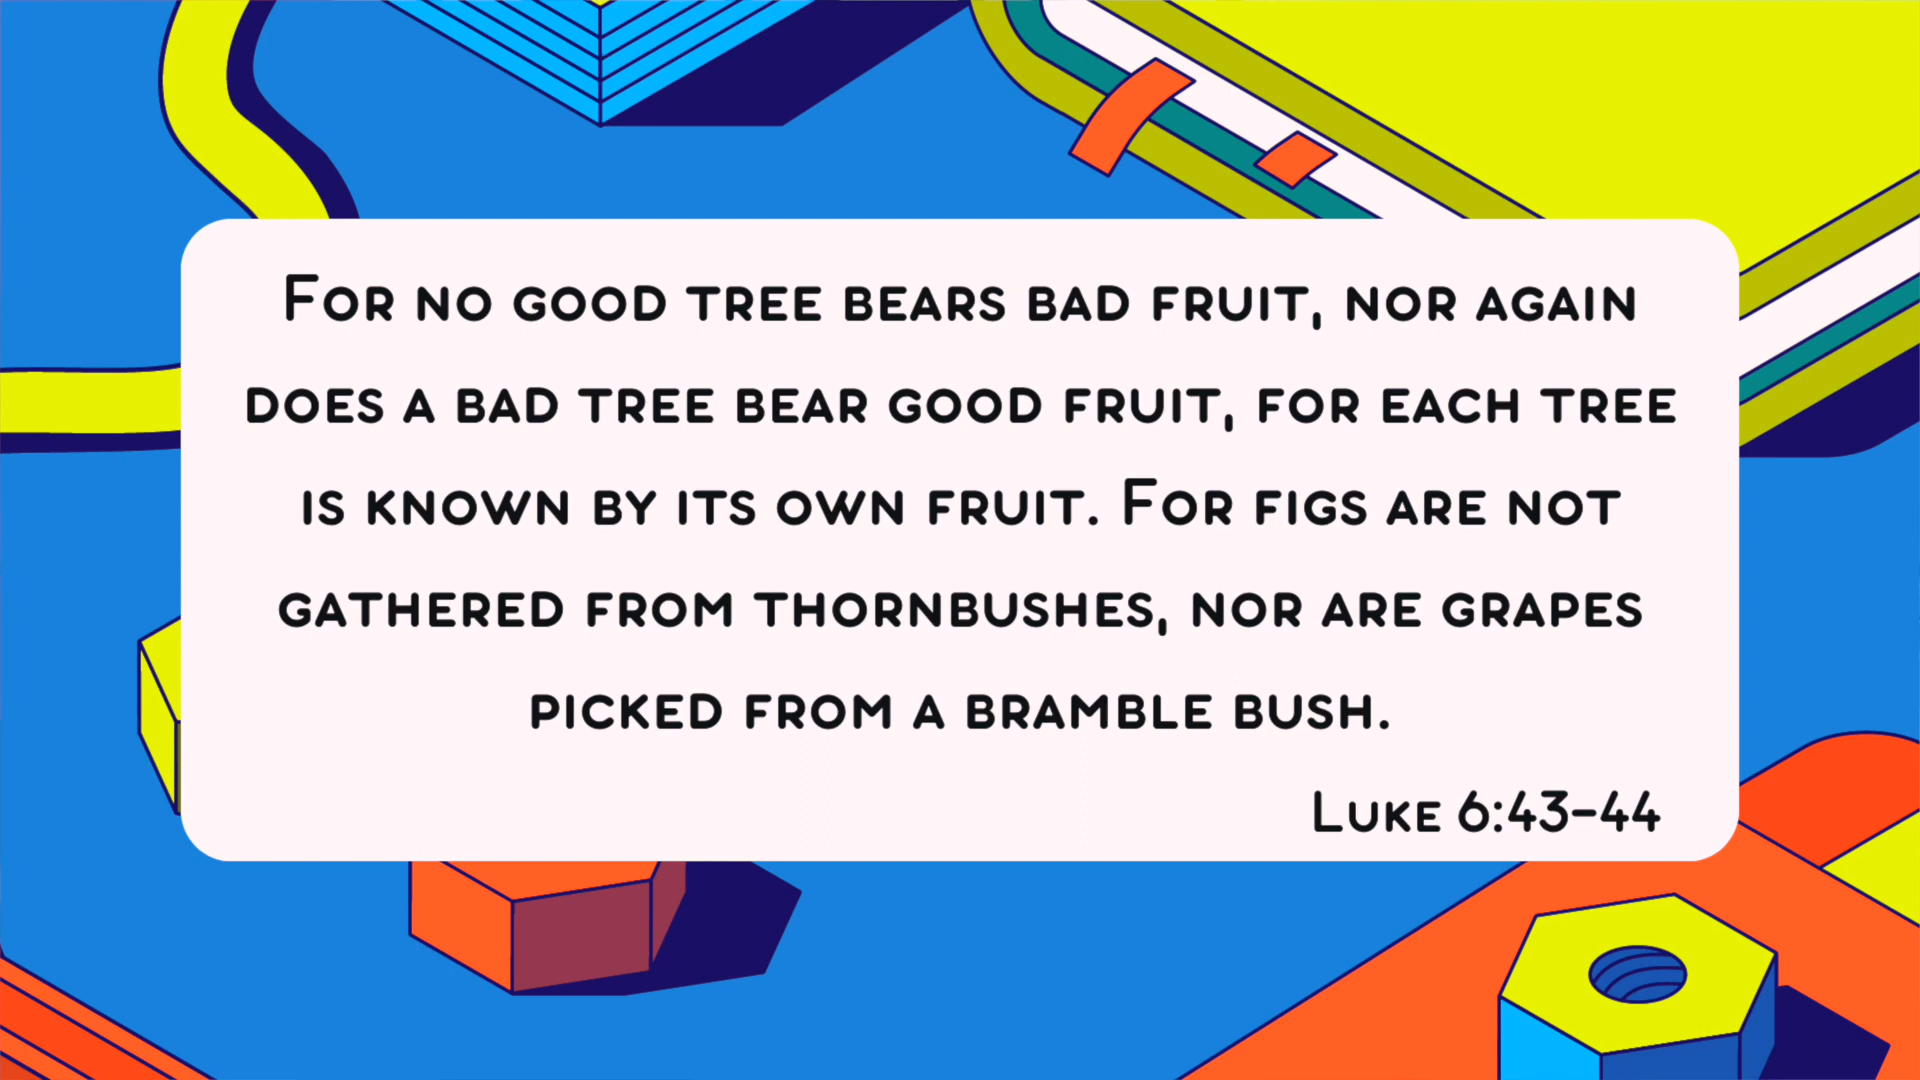 For no good tree bears bad fruit, nor again
does a bad tree bear good fruit, for each tree
is known by its own fruit. For figs are not
gathered from thornbushes, nor are grapes
picked from a bramble bush.
Luke 6:43-44